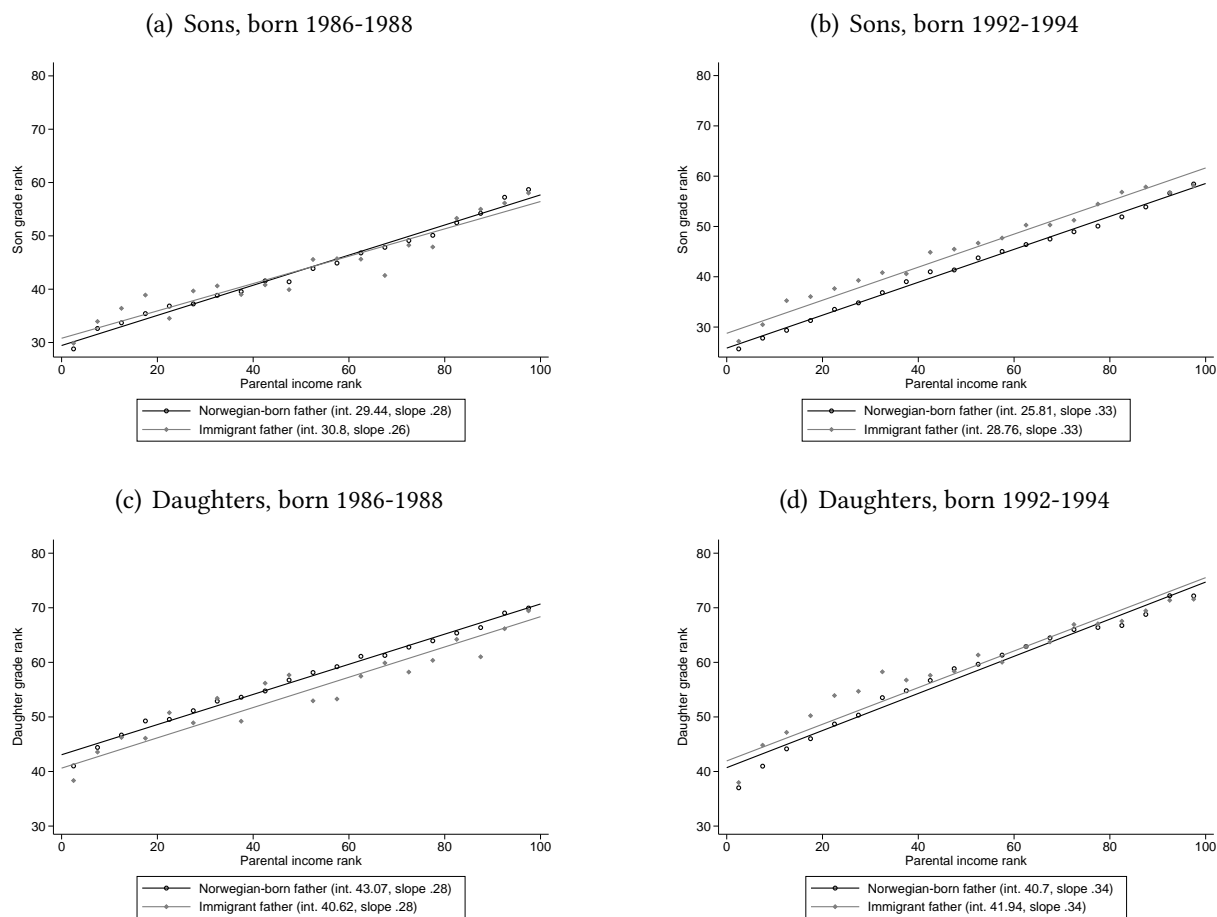 (a) Sons, born 1986-1988
80
70
60
50
40
30
Son grade rank
0 20 40 60 80 100
Parental income rank
Norwegian-born father (int. 29.44, slope .28)
Immigrant father (int. 30.8, slope .26)
(b) Sons, born 1992-1994
80
70
60
50
40
30
Son grade rank
0 20 40 60 80 100
Parental income rank
Norwegian-born father (int. 25.81, slope .33)
Immigrant father (int. 28.76, slope .33)
(c) Daughters, born 1986-1988
80
70
60
50
40
30
Daughter grade rank
0 20 40 60 80 100
Parental income rank
Norwegian-born father (int. 43.07, slope .28)
Immigrant father (int. 40.62, slope .28)
(d) Daughters, born 1992-1994
80
70
60
50
40
30
Daughter grade rank
0 20 40 60 80 100
Parental income rank
Norwegian-born father (int. 40.7, slope .34)
Immigrant father (int. 41.94, slope .34)